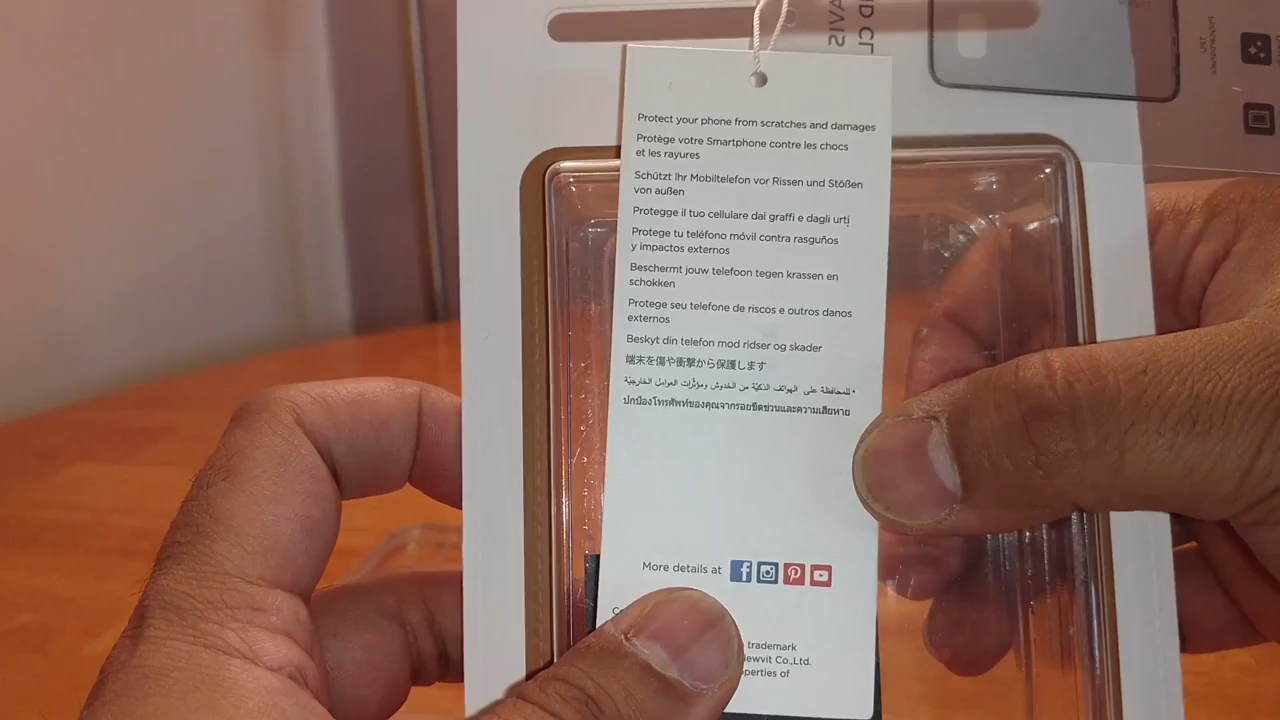 Protect your phone from scratches and damages
Protège votre Smartphone contre les chocs
et les rayures
Schützt Ihr Mobiltelefon vor Rissen und Stößen
von außen
Protegge il tuo cellulare dai graffi e dagli urti
Protege tu teléfono móvil contra rasguños
y impactos externos
Beschermt jouw telefoon tegen krassen en
schokken
Protege seu telefone de riscos e outros danos
externos
Beskyt din telefon mod ridser og skader
端末を傷や衝撃から保護します
للمحافظة على الهواتف الذكيّة من الخدوش ومؤثّرات العوامل الخارجيّة
ปกป้องโทรศัพท์ของคุณจากรอยขีดข่วนและความเสียหาย
More details at
trademark
Co.,Ltd.
of